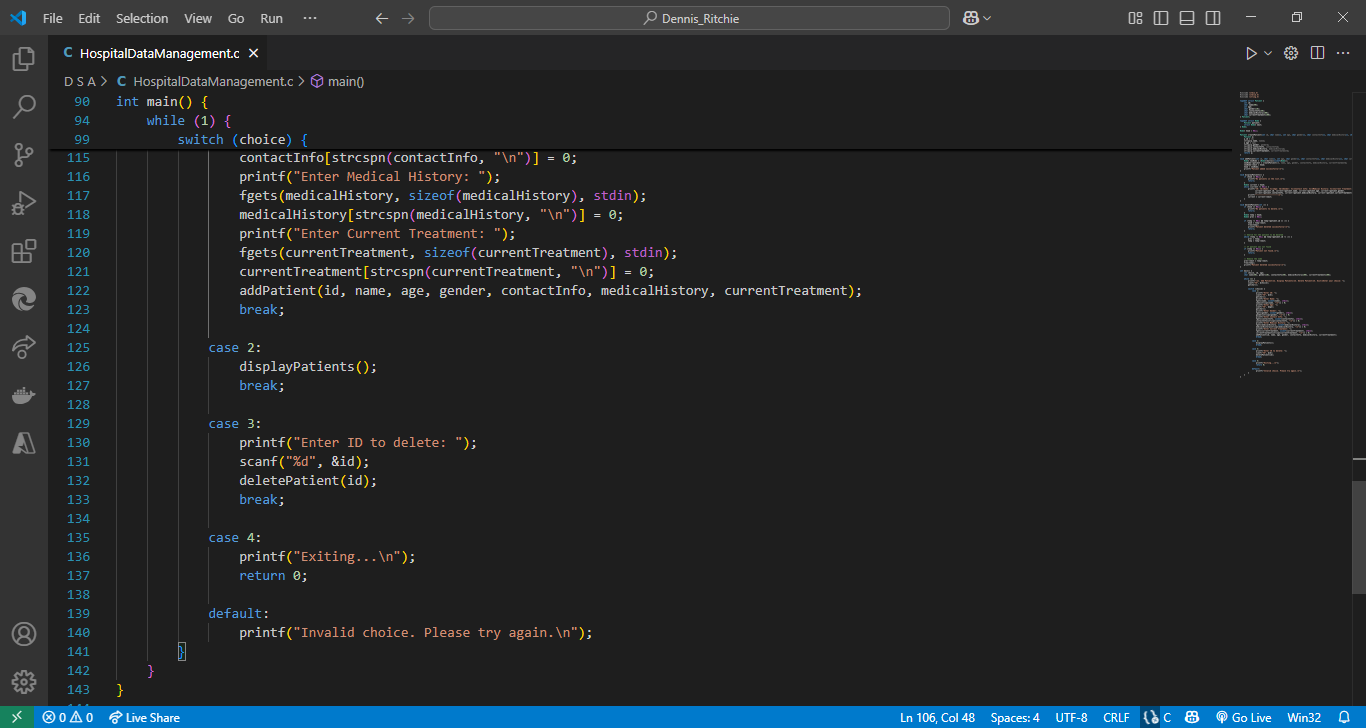 File Edit Selection View Go Run ··· Dennis_Ritchie
C HospitalDataManagement.c
D S A > C HospitalDataManagement.c > main()
90 int main() {
94 while (1) {
99 switch (choice) {
115 contactInfo[strcspn(contactInfo, "\n")] = 0;
116 printf("Enter Medical History: ");
117 fgets(medicalHistory, sizeof(medicalHistory), stdin);
118 medicalHistory[strcspn(medicalHistory, "\n")] = 0;
119 printf("Enter Current Treatment: ");
120 fgets(currentTreatment, sizeof(currentTreatment), stdin);
121 currentTreatment[strcspn(currentTreatment, "\n")] = 0;
122 addPatient(id, name, age, gender, contactInfo, medicalHistory, currentTreatment);
123 break;
124
125 case 2:
126 displayPatients();
127 break;
128
129 case 3:
130 printf("Enter ID to delete: ");
131 scanf("%d", &id);
132 deletePatient(id);
133 break;
134
135 case 4:
136 printf("Exiting...\n");
137 return 0;
138
139 default:
140 printf("Invalid choice. Please try again.\n");
141 }
142 }
143 }
0 0 Live Share Ln 106, Col 48 Spaces: 4 UTF-8 CRLF C Go Live Win32